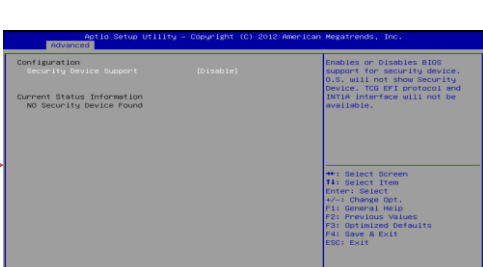 Aptio Setup Utility - Copyright (C) 2012 American Megatrends, Inc.
Advanced
Configuration
Security Device Support [Disable]
Current Status Information
NO Security Device Found
Enables or Disables BIOS
support for security device.
O.S. will not show Security
Device. TCG EFI protocol and
INT1A interface will not be
available.
→←: Select Screen
↑↓: Select Item
Enter: Select
+/-: Change Opt.
F1: General Help
F2: Previous Values
F3: Optimized Defaults
F4: Save & Exit
ESC: Exit